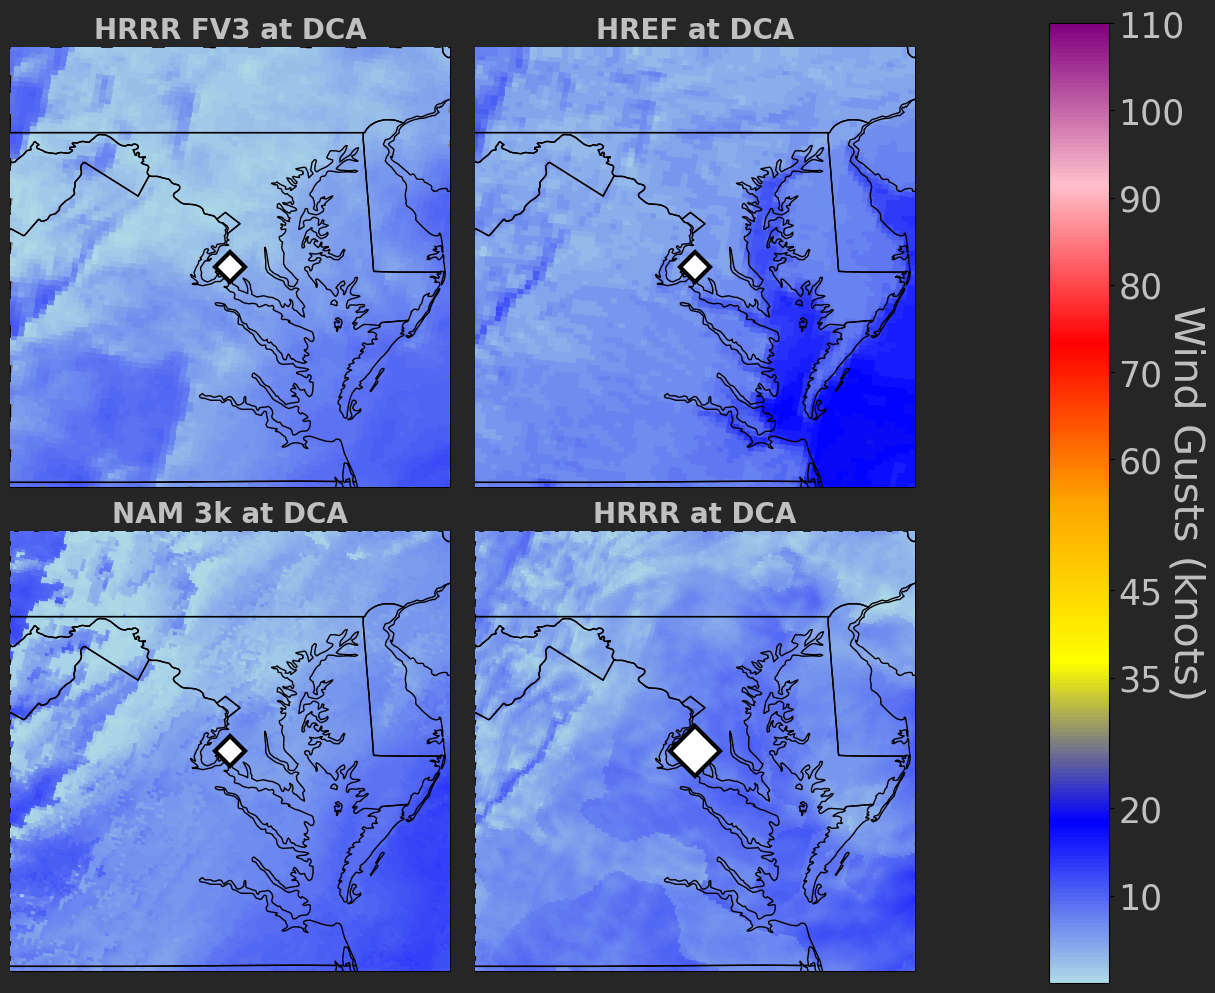 HRRR FV3 at DCA
HREF at DCA
NAM 3k at DCA
HRRR at DCA
110
100
90
80
70
60
45
35
20
10
Wind Gusts (knots)